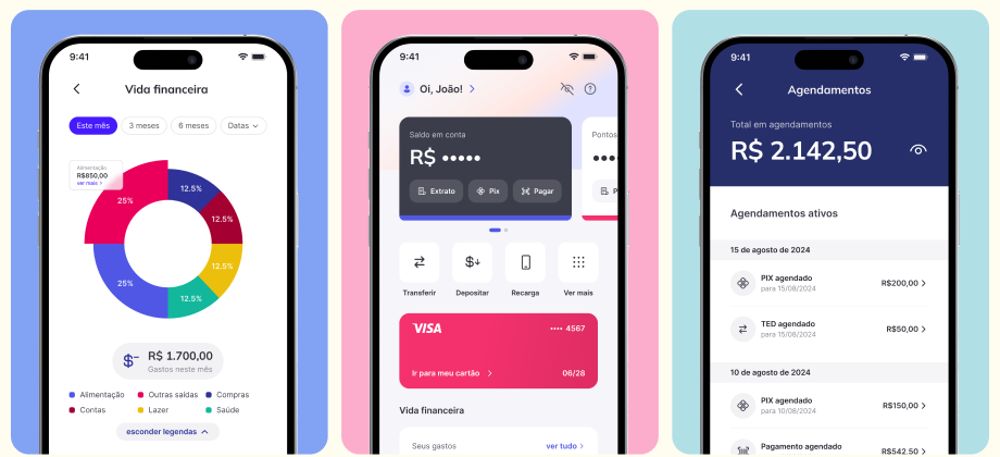 9:41
Vida financeira
Este mês
3 meses
6 meses
Datas
Alimentação
R$850,00
ver mais
25%
12.5%
12.5%
12.5%
12.5%
25%
$-
R$ 1.700,00
Gastos neste mês
Alimentação
Outras saídas
Compras
Contas
Lazer
Saúde
esconder legendas
9:41
Oi, João!
?
Saldo em conta
R$ •••••
Extrato
Pix
Pagar
Pontos
••••
P
$
Transferir
Depositar
Recarga
Ver mais
VISA
•••• 4567
Ir para meu cartão
06/28
Vida financeira
Seus gastos
ver tudo
9:41
Agendamentos
Total em agendamentos
R$ 2.142,50
Agendamentos ativos
15 de agosto de 2024
PIX agendado
R$200,00
para 15/08/2024
TED agendado
R$50,00
para 15/08/2024
10 de agosto de 2024
PIX agendado
R$150,00
para 10/08/2024
Pagamento agendado
R$542,50